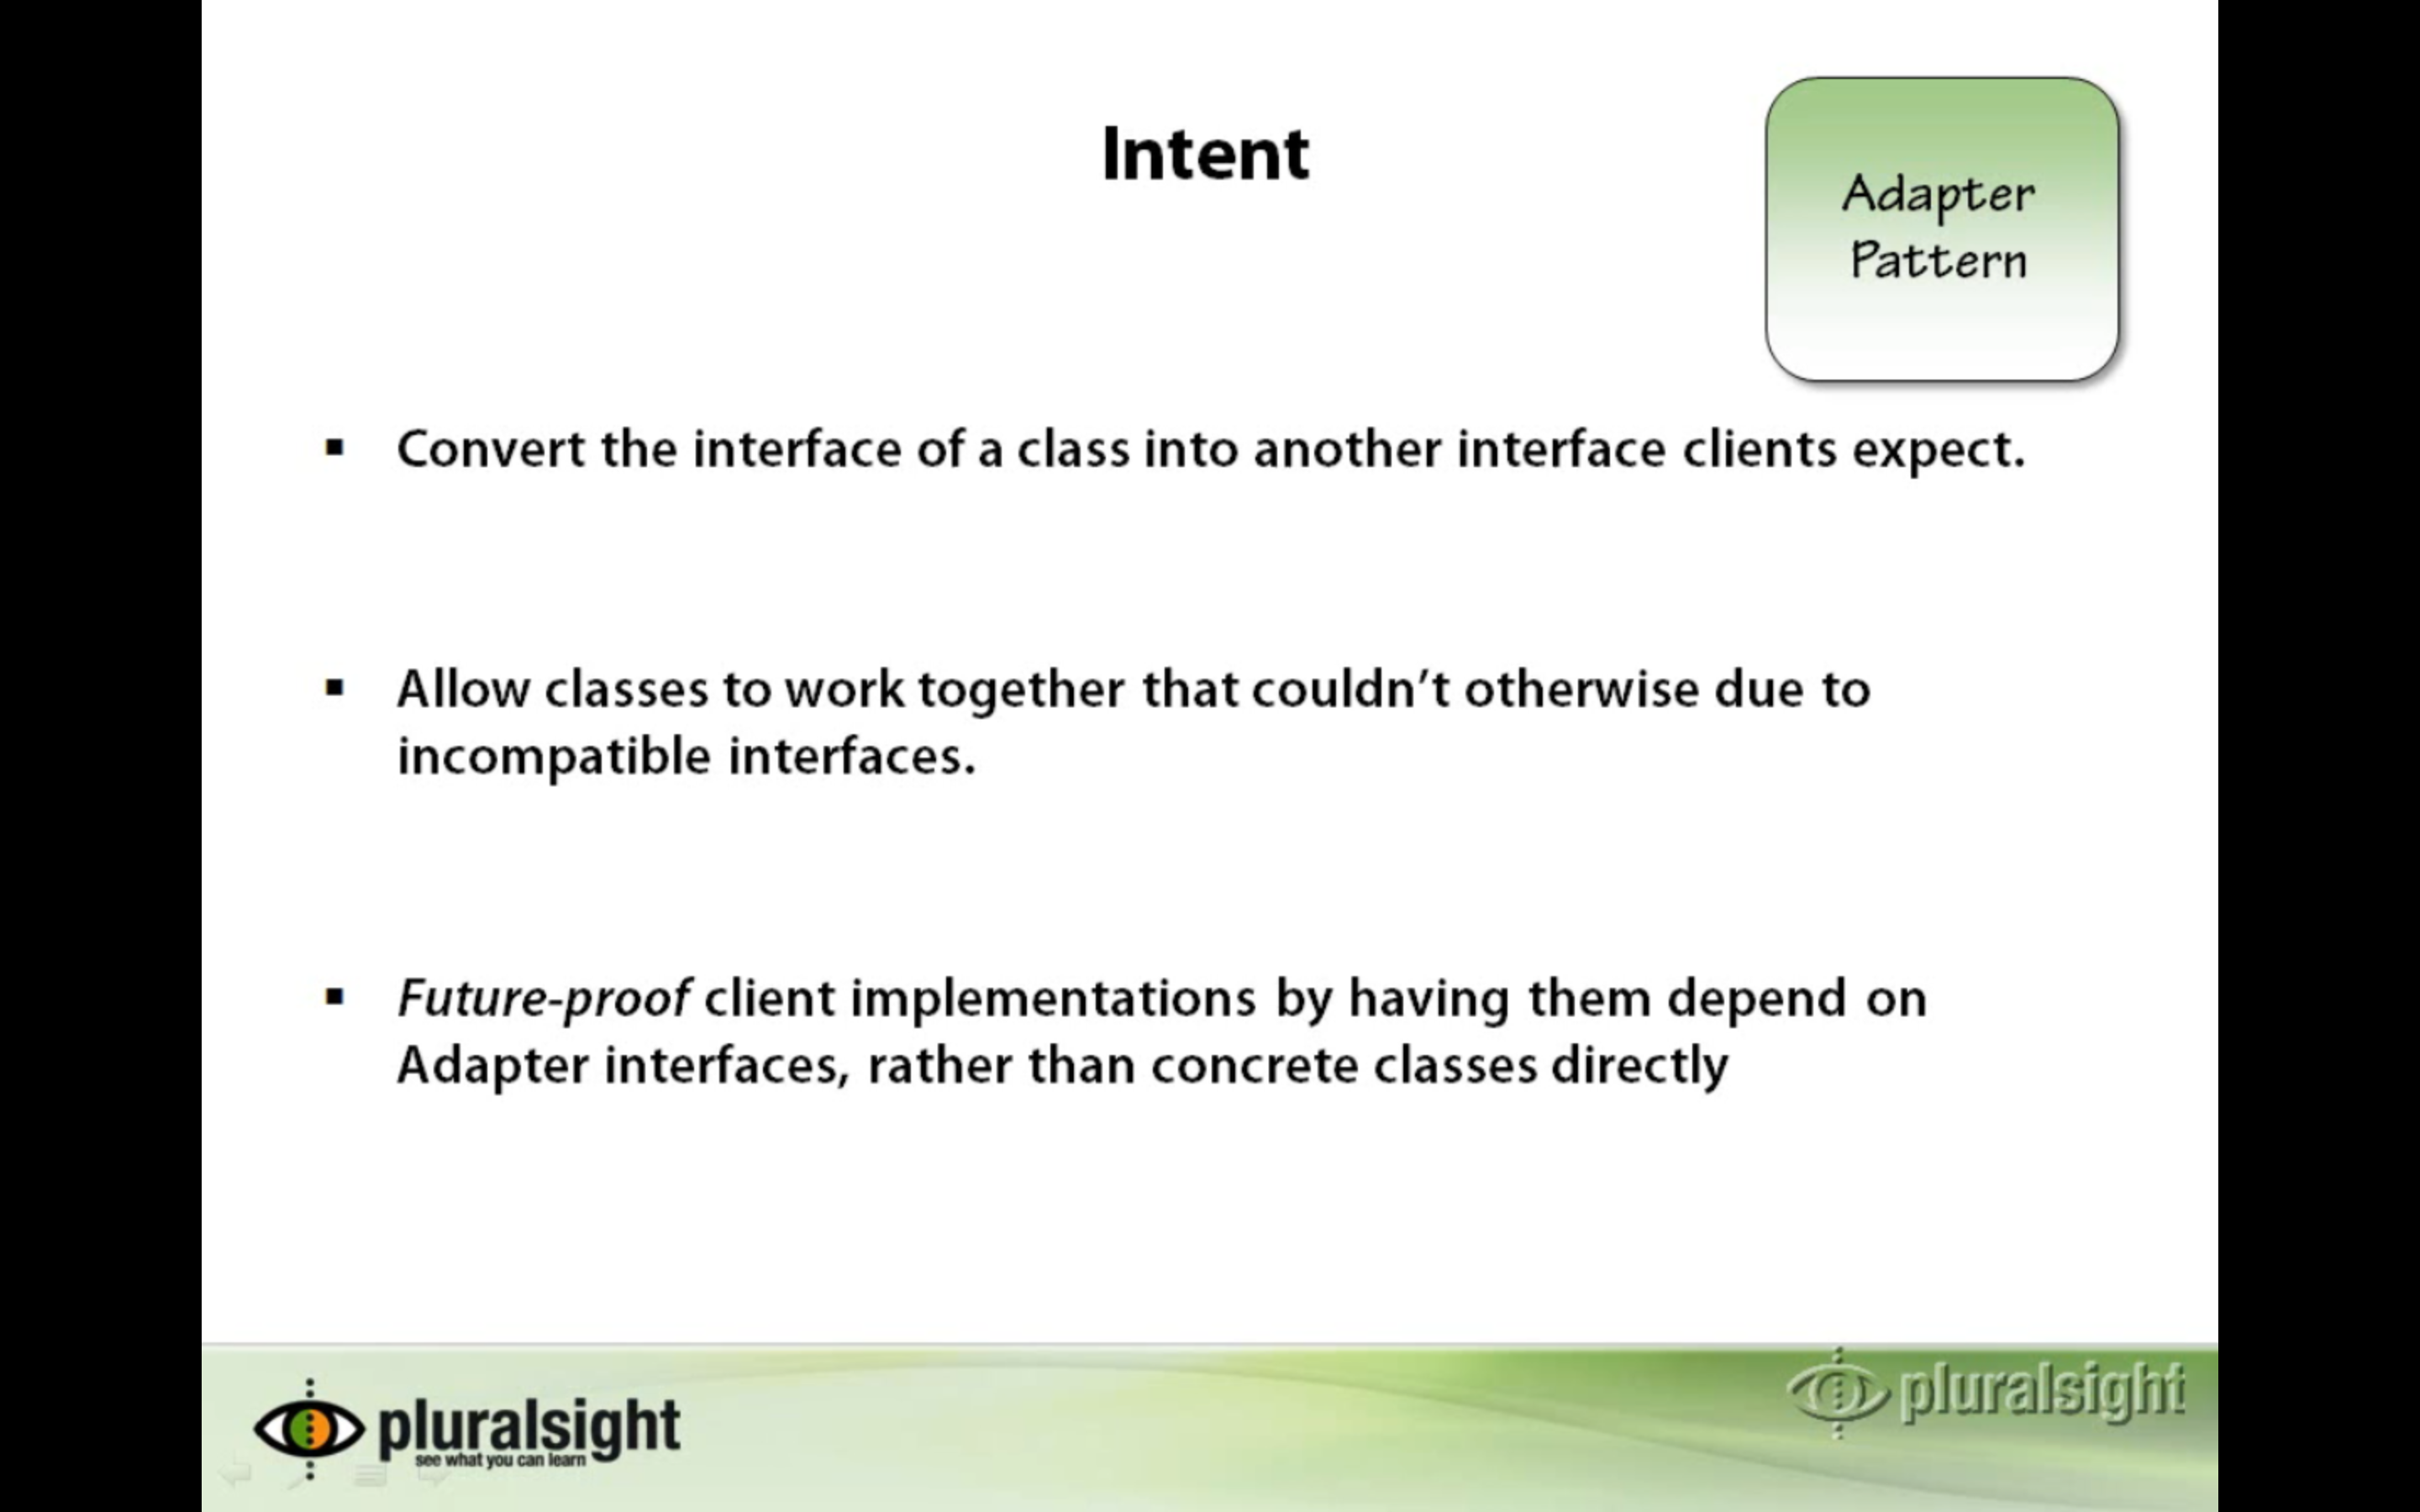 Intent
Adapter
Pattern
▪ Convert the interface of a class into another interface clients expect.
▪ Allow classes to work together that couldn’t otherwise due to
incompatible interfaces.
▪ Future-proof client implementations by having them depend on
Adapter interfaces, rather than concrete classes directly
pluralsight
see what you can learn
pluralsight